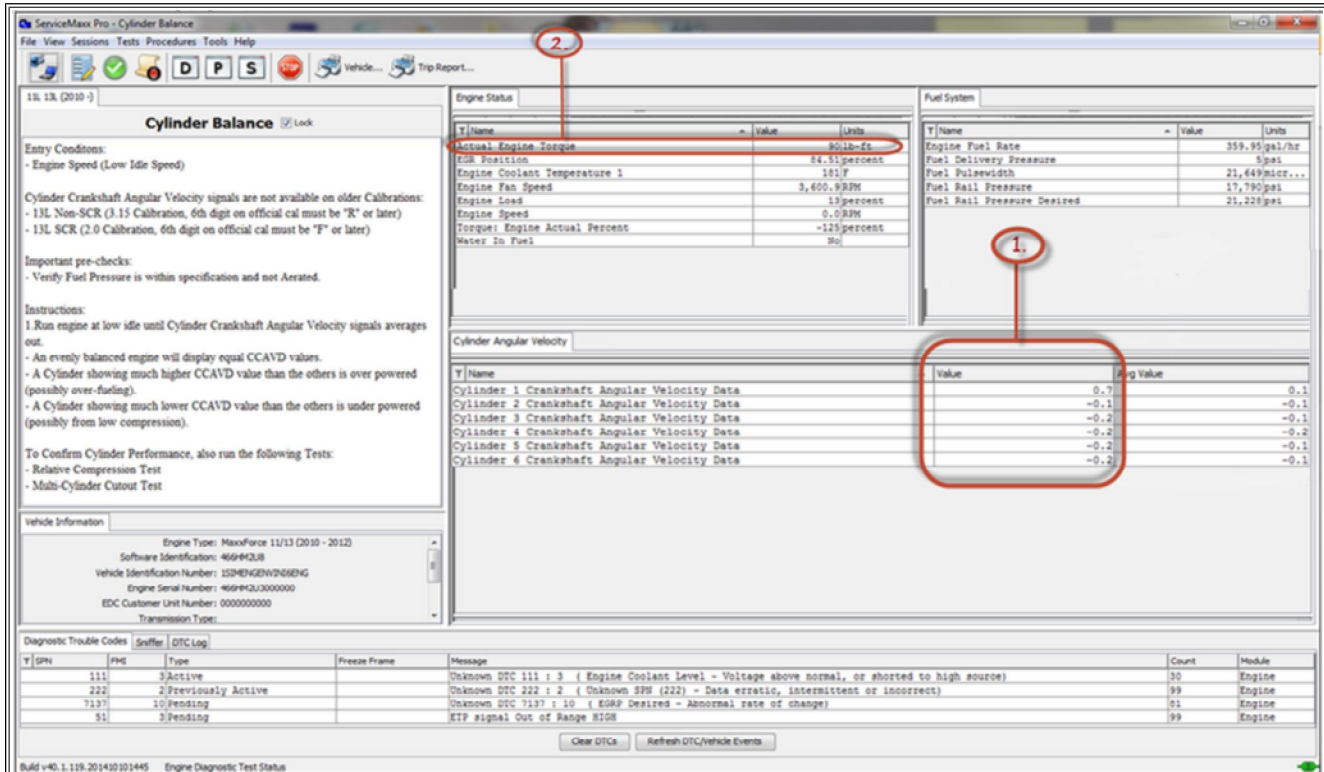 ServiceMaxx Pro - Cylinder Balance
File View Sessions Tests Procedures Tools Help
D P S STOP Vehicle... Trip Report...
2.
11L 13L (2010 -)
Cylinder Balance Lock
Entry Conditons:
- Engine Speed (Low Idle Speed)
Cylinder Crankshaft Angular Velocity signals are not available on older Calibrations:
- 13L Non-SCR (3.15 Calibration, 6th digit on official cal must be "R" or later)
- 13L SCR (2.0 Calibration, 6th digit on official cal must be "F" or later)
Important pre-checks:
- Verify Fuel Pressure is within specification and not Aerated.
Instructions:
1.Run engine at low idle until Cylinder Crankshaft Angular Velocity signals averages
out.
- An evenly balanced engine will display equal CCAVD values.
- A Cylinder showing much higher CCAVD value than the others is over powered
(possibly over-fueling).
- A Cylinder showing much lower CCAVD value than the others is under powered
(possibly from low compression).
To Confirm Cylinder Performance, also run the following Tests:
- Relative Compression Test
- Multi-Cylinder Cutout Test
Engine Status
T Name Value Units
Actual Engine Torque 90 lb-ft
EGR Position 84.51 percent
Engine Coolant Temperature 1 181 F
Engine Fan Speed 3,600.9 RPM
Engine Load 13 percent
Engine Speed 0.0 RPM
Torque: Engine Actual Percent -125 percent
Water In Fuel No
Fuel System
T Name Value Units
Engine Fuel Rate 359.95 gal/hr
Fuel Delivery Pressure 5 psi
Fuel Pulsewidth 21,649 micr...
Fuel Rail Pressure 17,790 psi
Fuel Rail Pressure Desired 21,228 psi
1.
Cylinder Angular Velocity
T Name Value Avg Value
Cylinder 1 Crankshaft Angular Velocity Data 0.7 0.1
Cylinder 2 Crankshaft Angular Velocity Data -0.1 -0.1
Cylinder 3 Crankshaft Angular Velocity Data -0.2 -0.1
Cylinder 4 Crankshaft Angular Velocity Data -0.2 -0.2
Cylinder 5 Crankshaft Angular Velocity Data -0.2 -0.1
Cylinder 6 Crankshaft Angular Velocity Data -0.2 -0.1
Vehicle Information
Engine Type: MaxxForce 11/13 (2010 - 2012)
Software Identification: 466HM2U8
Vehicle Identification Number:
Engine Serial Number: 466HM2U3000000
EDC Customer Unit Number: 0000000000
Transmission Type:
Diagnostic Trouble Codes Sniffer DTC Log
T SPN FMI Type Freeze Frame Message Count Module
111 3 Active Unknown DTC 111 : 3 ( Engine Coolant Level - Voltage above normal, or shorted to high source) 30 Engine
222 2 Previously Active Unknown DTC 222 : 2 ( Unknown SPN (222) - Data erratic, intermittent or incorrect) 99 Engine
7137 10 Pending Unknown DTC 7137 : 10 ( EGRP Desired - Abnormal rate of change) 81 Engine
51 3 Pending ETP signal Out of Range HIGH 99 Engine
Clear DTCs Refresh DTC/Vehicle Events
Build v40.1.119.201410101445 Engine Diagnostic Test Status